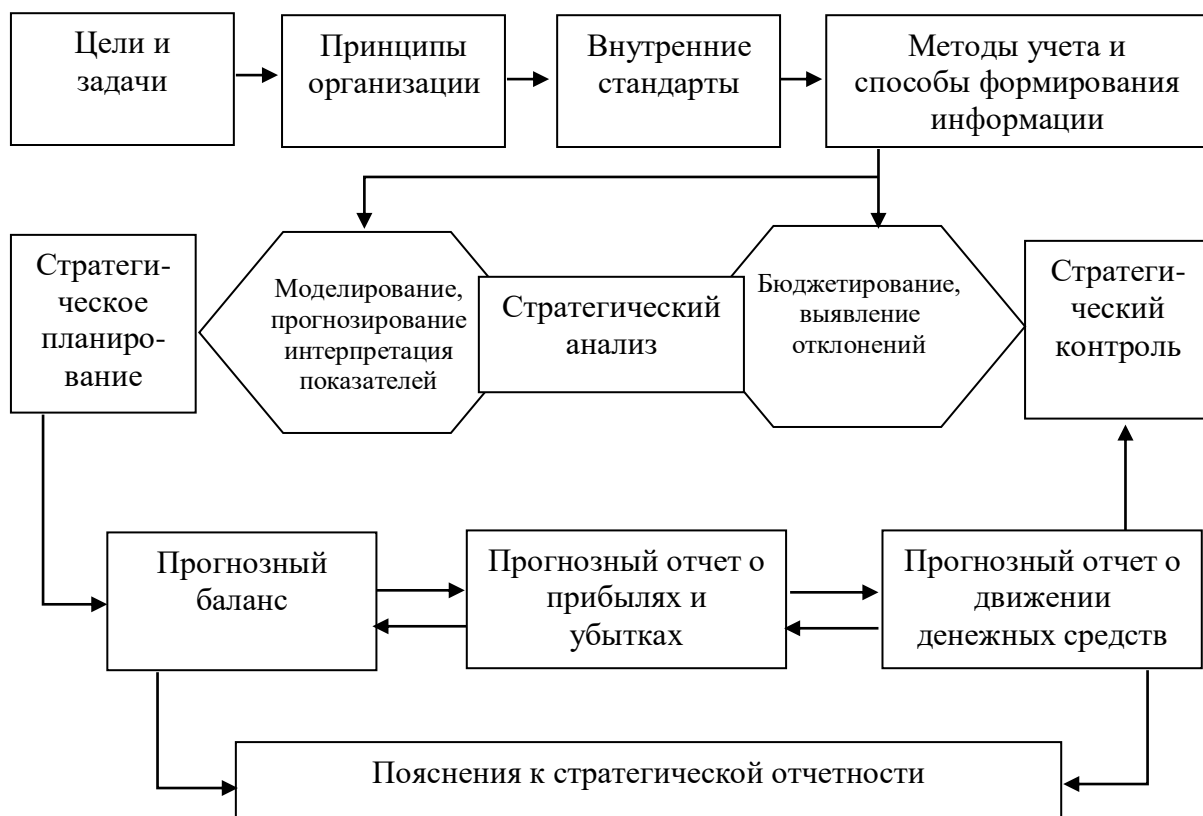 Цели и
задачи
Принципы
организации
Внутренние
стандарты
Методы учета и
способы формирования
информации
Стратеги-
ческое
планиро-
вание
Моделирование,
прогнозирование
интерпретация
показателей
Стратегический
анализ
Бюджетирование,
выявление
отклонений
Стратеги-
ческий
контроль
Прогнозный
баланс
Прогнозный отчет о
прибылях и
убытках
Прогнозный отчет о
движении
денежных средств
Пояснения к стратегической отчетности